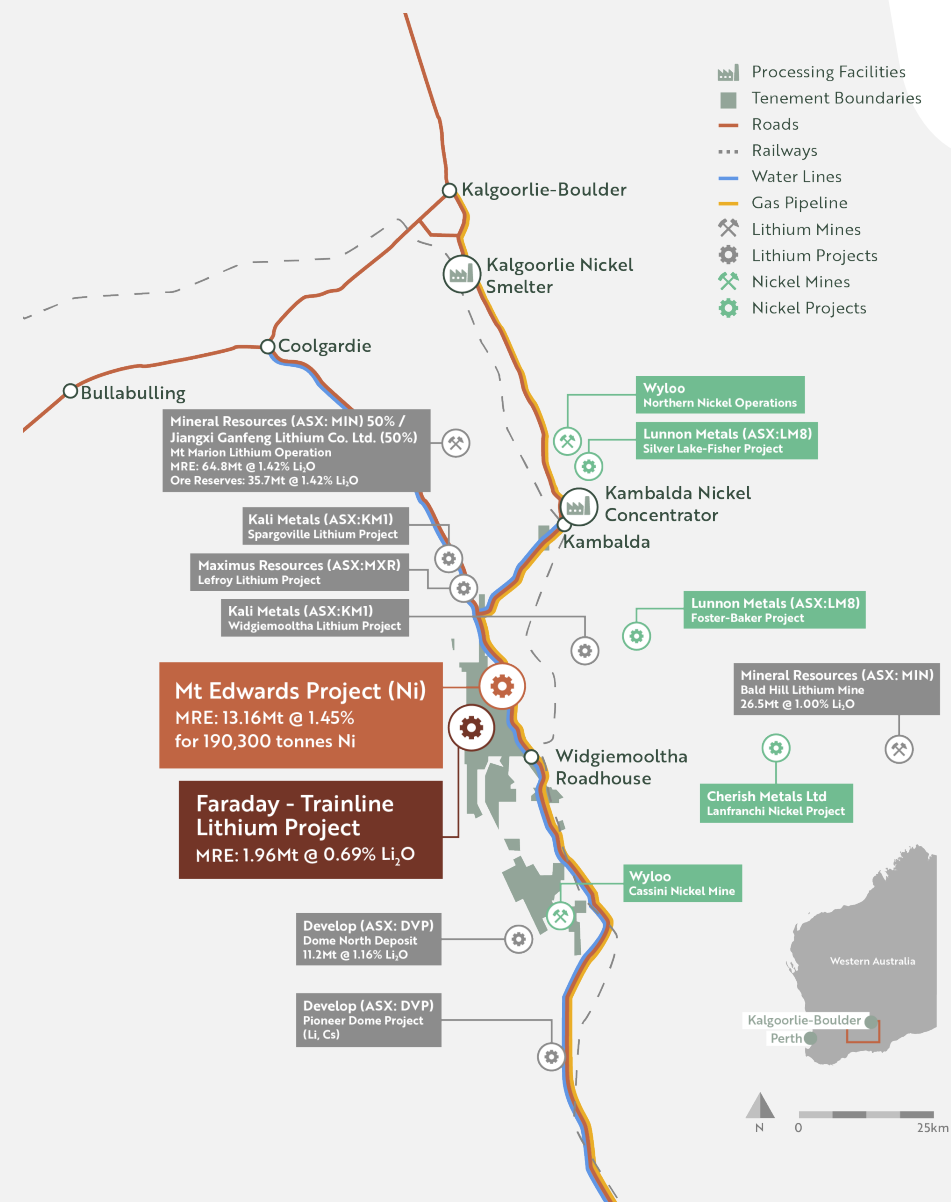 Processing Facilities
Tenement Boundaries
Roads
Railways
Water Lines
Gas Pipeline
Lithium Mines
Lithium Projects
Nickel Mines
Nickel Projects
Kalgoorlie-Boulder
Kalgoorlie Nickel
Smelter
Coolgardie
Bullabulling
Wyloo
Northern Nickel Operations
Mineral Resources (ASX: MIN) 50% /
Jiangxi Ganfeng Lithium Co. Ltd. (50%)
Mt Marion Lithium Operation
MRE: 64.8Mt @ 1.42% Li₂O
Ore Reserves: 35.7Mt @ 1.42% Li₂O
Lunnon Metals (ASX:LM8)
Silver Lake-Fisher Project
Kambalda Nickel
Concentrator
Kambalda
Kali Metals (ASX:KM1)
Spargoville Lithium Project
Maximus Resources (ASX:MXR)
Lefroy Lithium Project
Kali Metals (ASX:KM1)
Widgiemooltha Lithium Project
Lunnon Metals (ASX:LM8)
Foster-Baker Project
Mt Edwards Project (Ni)
MRE: 13.16Mt @ 1.45%
for 190,300 tonnes Ni
Mineral Resources (ASX: MIN)
Bald Hill Lithium Mine
26.5Mt @ 1.00% Li₂O
Widgiemooltha
Roadhouse
Faraday - Trainline
Lithium Project
MRE: 1.96Mt @ 0.69% Li₂O
Cherish Metals Ltd
Lanfranchi Nickel Project
Wyloo
Cassini Nickel Mine
Develop (ASX: DVP)
Dome North Deposit
11.2Mt @ 1.16% Li₂O
Develop (ASX: DVP)
Pioneer Dome Project
(Li, Cs)
Western Australia
Kalgoorlie-Boulder
Perth
N
0
25km